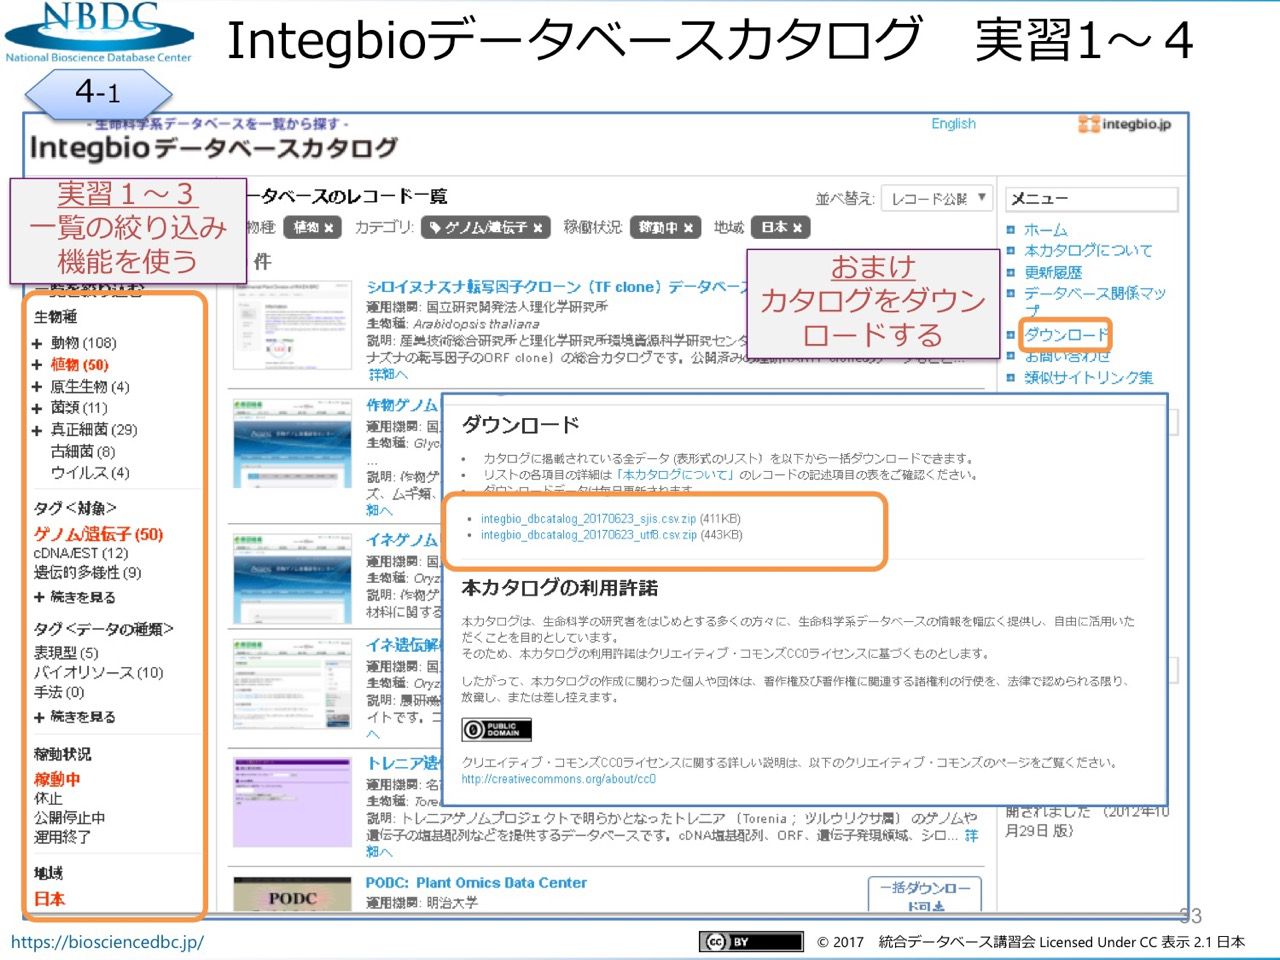 NBDC
National Bioscience Database Center
Integbioデータベースカタログ　実習1～４
4-1
- 生命科学系データベースを一覧から探す -
Integbioデータベースカタログ
English
integbio.jp
実習１～３
一覧の絞り込み
機能を使う
ータベースのレコード一覧
並べ替え: レコード公開 ▼
物種: 植物 × カテゴリ: ゲノム/遺伝子 × 稼働状況: 稼動中 × 地域: 日本 ×
件
一覧を絞り込む
生物種
+ 動物 (108)
+ 植物 (50)
+ 原生生物 (4)
+ 菌類 (11)
+ 真正細菌 (29)
古細菌 (8)
ウイルス (4)
タグ<対象>
ゲノム/遺伝子 (50)
cDNA/EST (12)
遺伝的多様性 (9)
+ 続きを見る
タグ<データの種類>
表現型 (5)
バイオリソース (10)
手法 (0)
+ 続きを見る
稼動状況
稼動中
休止
公開停止中
運用終了
地域
日本
シロイヌナズナ転写因子クローン（TF clone）データベース
運用機関: 国立研究開発法人理化学研究所
生物種: Arabidopsis thaliana
説明: 産業技術総合研究所と理化学研究所環境資源科学研究セン
ナズナの転写因子のORF clone）の総合カタログです。公開済み
詳細へ
作物ゲノム
運用機関: 国
生物種: Glyc
...
説明: 作物ゲ
ズ、ムギ類、
細へ
イネゲノム
運用機関: 国
生物種: Oryz
説明: 作物ゲ
材料に関する
イネ遺伝解
運用機関: 国
生物種: Oryz
説明: 農研機
イトです。コ
へ
トレニア遺
運用機関: 名
生物種: Tore
説明: トレニアゲノムプロジェクトで明らかとなったトレニア（Torenia ; ツルウリクサ属）のゲノムや
遺伝子の塩基配列などを提供するデータベースです。cDNA塩基配列、ORF、遺伝子発現領域、シロ... 詳
細へ
PODC
PODC: Plant Omics Data Center
運用機関: 明治大学
一括ダウンロー
ド可
おまけ
カタログをダウン
ロードする
メニュー
ホーム
本カタログについて
更新履歴
データベース関係マッ
プ
ダウンロード
お問い合わせ
類似サイトリンク集
開されました（2012年10
月29日 版）
ダウンロード
• カタログに掲載されている全データ (表形式のリスト) を以下から一括ダウンロードできます。
• リストの各項目の詳細は「本カタログについて」のレコードの記述項目の表をご確認ください。
• ダウンロードデータは毎日更新されます。
• integbio_dbcatalog_20170623_sjis.csv.zip (411KB)
• integbio_dbcatalog_20170623_utf8.csv.zip (443KB)
本カタログの利用許諾
本カタログは、生命科学の研究者をはじめとする多くの方々に、生命科学系データベースの情報を幅広く提供し、自由に活用いた
だくことを目的としています。
そのため、本カタログの利用許諾はクリエイティブ・コモンズCC0ライセンスに基づくものとします。
したがって、本カタログの作成に関わった個人や団体は、著作権及び著作権に関連する諸権利の行使を、法律で認められる限り、
放棄し、または差し控えます。
PUBLIC
DOMAIN
クリエイティブ・コモンズCC0ライセンスに関する詳しい説明は、以下のクリエイティブ・コモンズのページをご覧ください。
http://creativecommons.org/about/cc0
33
https://biosciencedbc.jp/
cc BY
© 2017　統合データベース講習会 Licensed Under CC 表示 2.1 日本